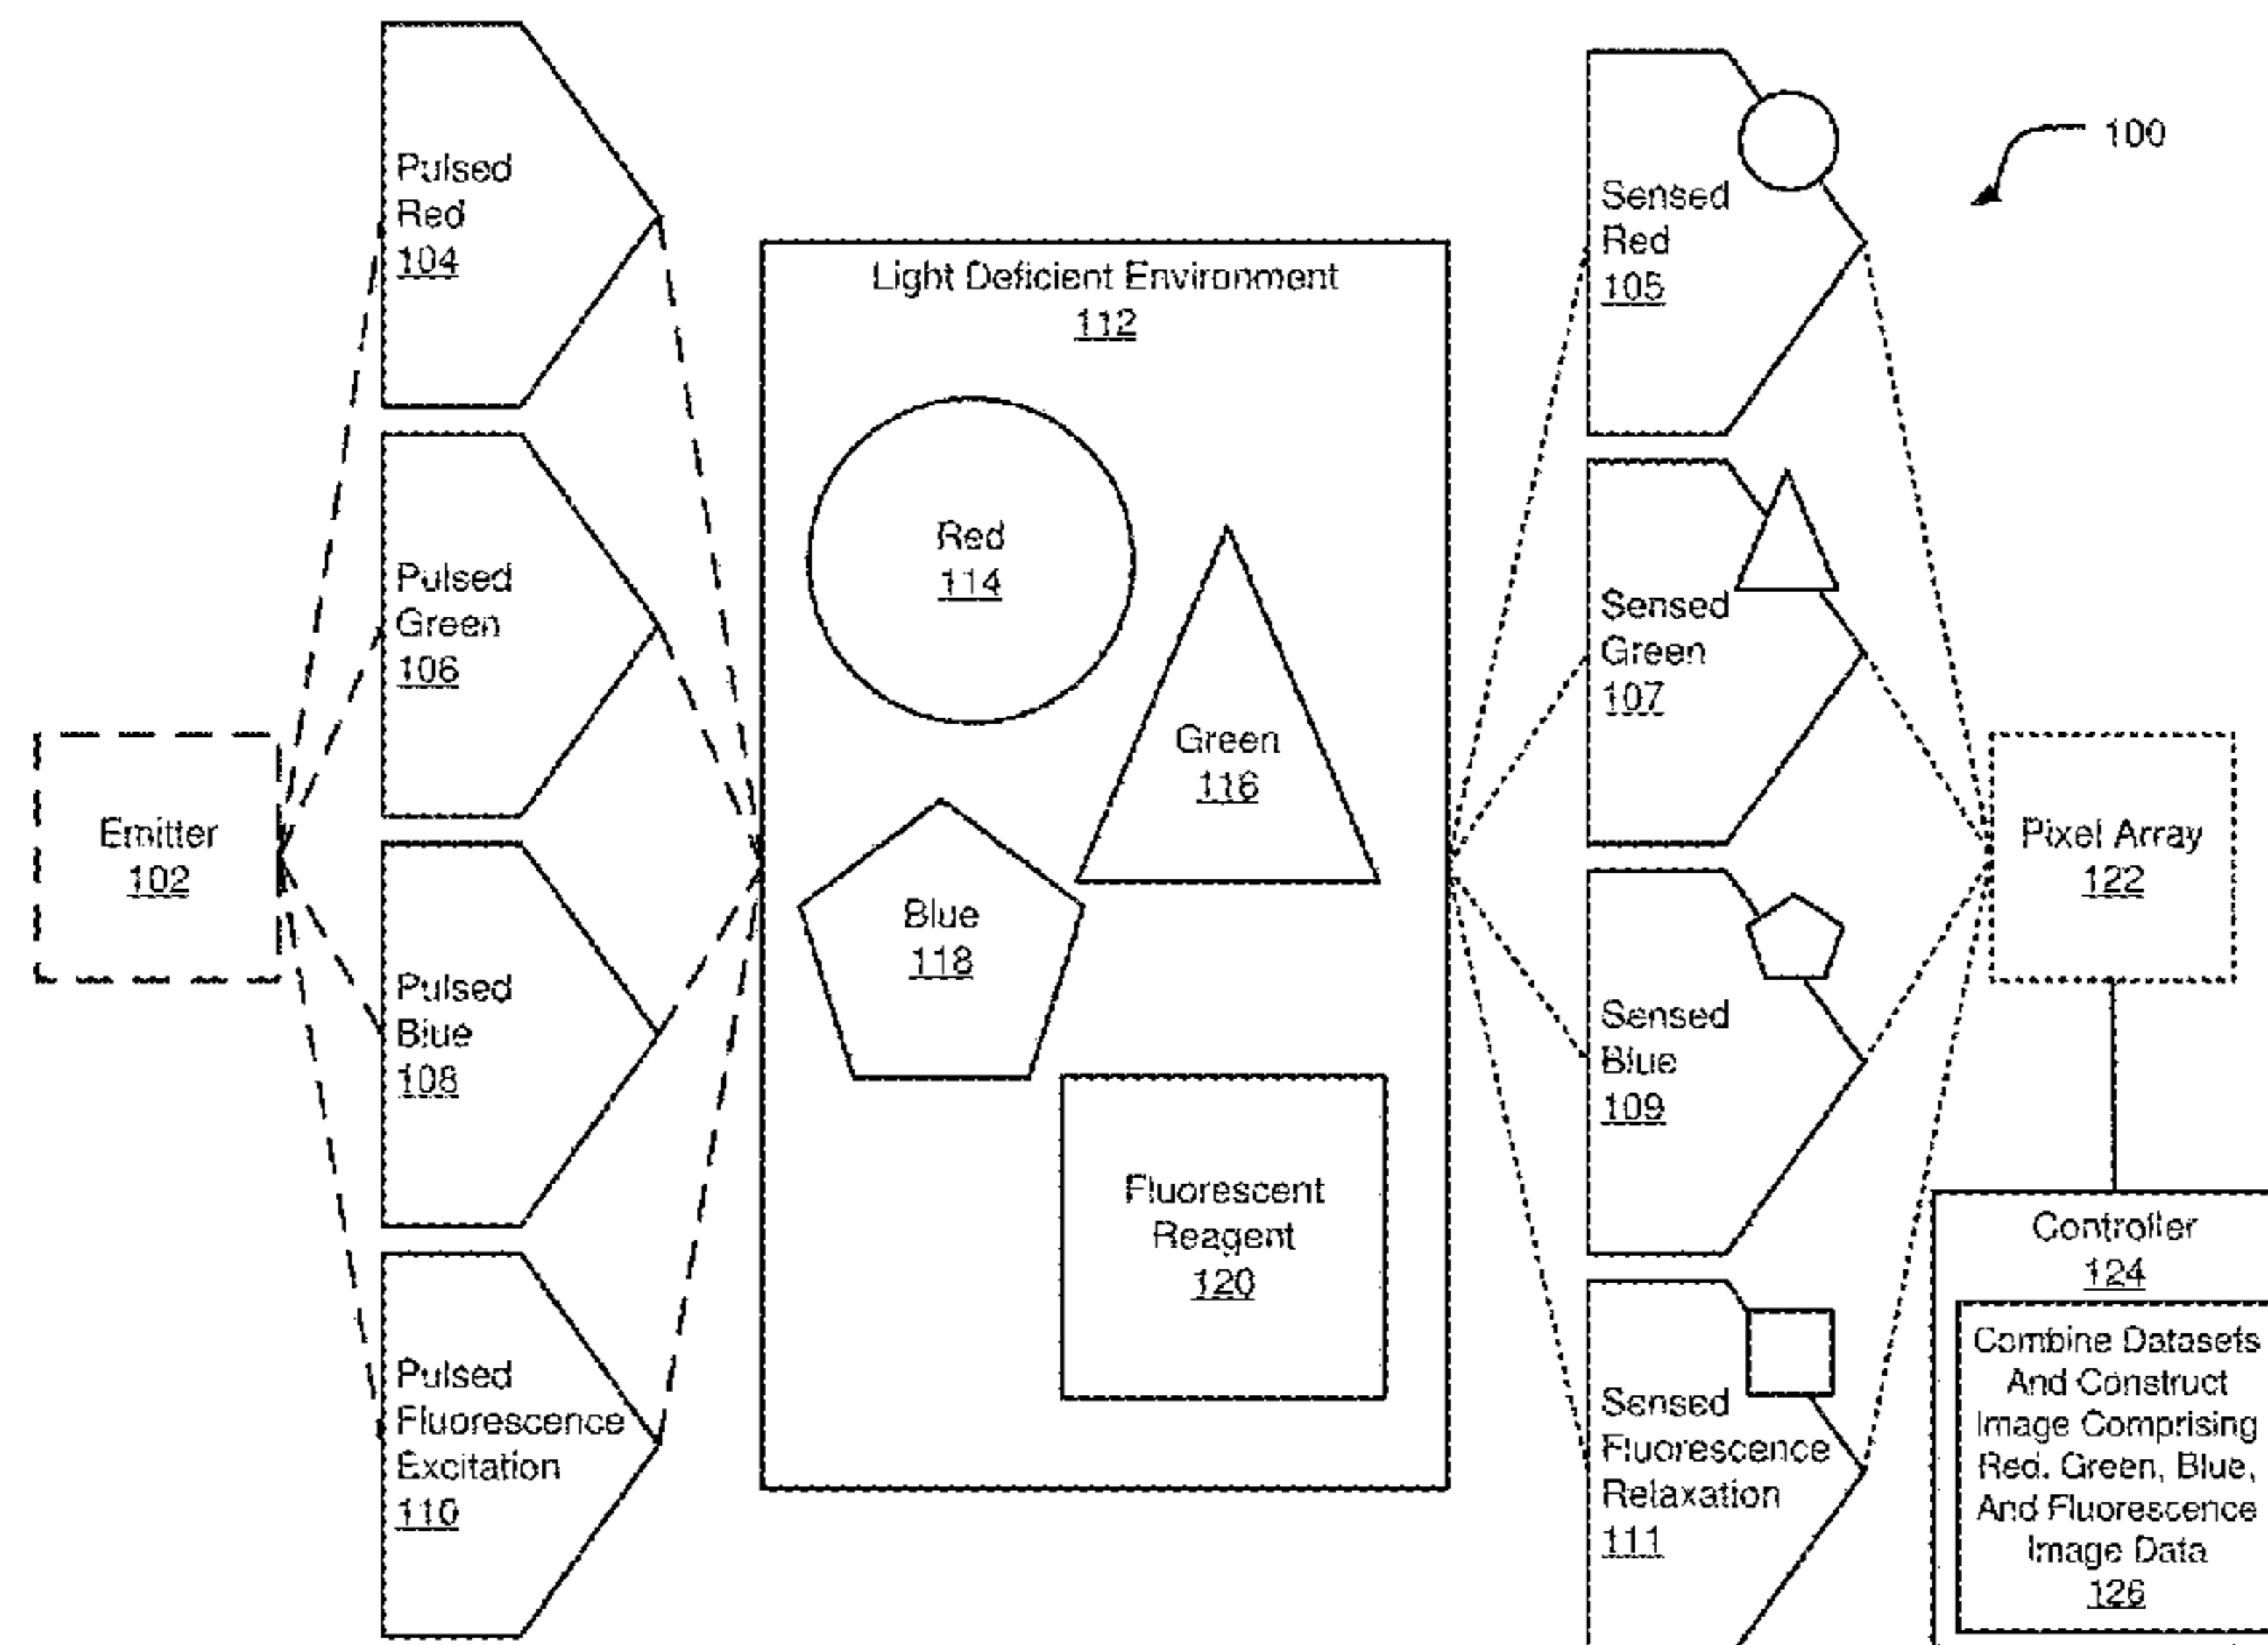 100
Pulsed
Red
104
Pulsed
Green
106
Pulsed
Blue
108
Pulsed
Fluorescence
Excitation
110
Emitter
102
Light Deficient Environment
112
Red
114
Green
116
Blue
118
Fluorescent
Reagent
120
Sensed
Red
105
Sensed
Green
107
Sensed
Blue
109
Sensed
Fluorescence
Relaxation
111
Pixel Array
122
Controller
124
Combine Datasets
And Construct
Image Comprising
Red. Green, Blue,
And Fluorescence
Image Data
126